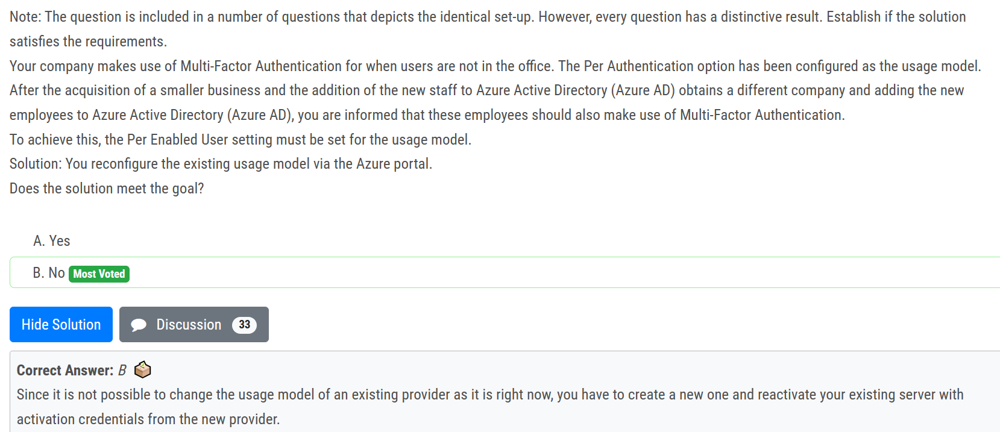 Note: The question is included in a number of questions that depicts the identical set-up. However, every question has a distinctive result. Establish if the solution
satisfies the requirements.
Your company makes use of Multi-Factor Authentication for when users are not in the office. The Per Authentication option has been configured as the usage model.
After the acquisition of a smaller business and the addition of the new staff to Azure Active Directory (Azure AD) obtains a different company and adding the new
employees to Azure Active Directory (Azure AD), you are informed that these employees should also make use of Multi-Factor Authentication.
To achieve this, the Per Enabled User setting must be set for the usage model.
Solution: You reconfigure the existing usage model via the Azure portal.
Does the solution meet the goal?
A. Yes
B. No Most Voted
Hide Solution Discussion 33
Correct Answer: B
Since it is not possible to change the usage model of an existing provider as it is right now, you have to create a new one and reactivate your existing server with
activation credentials from the new provider.